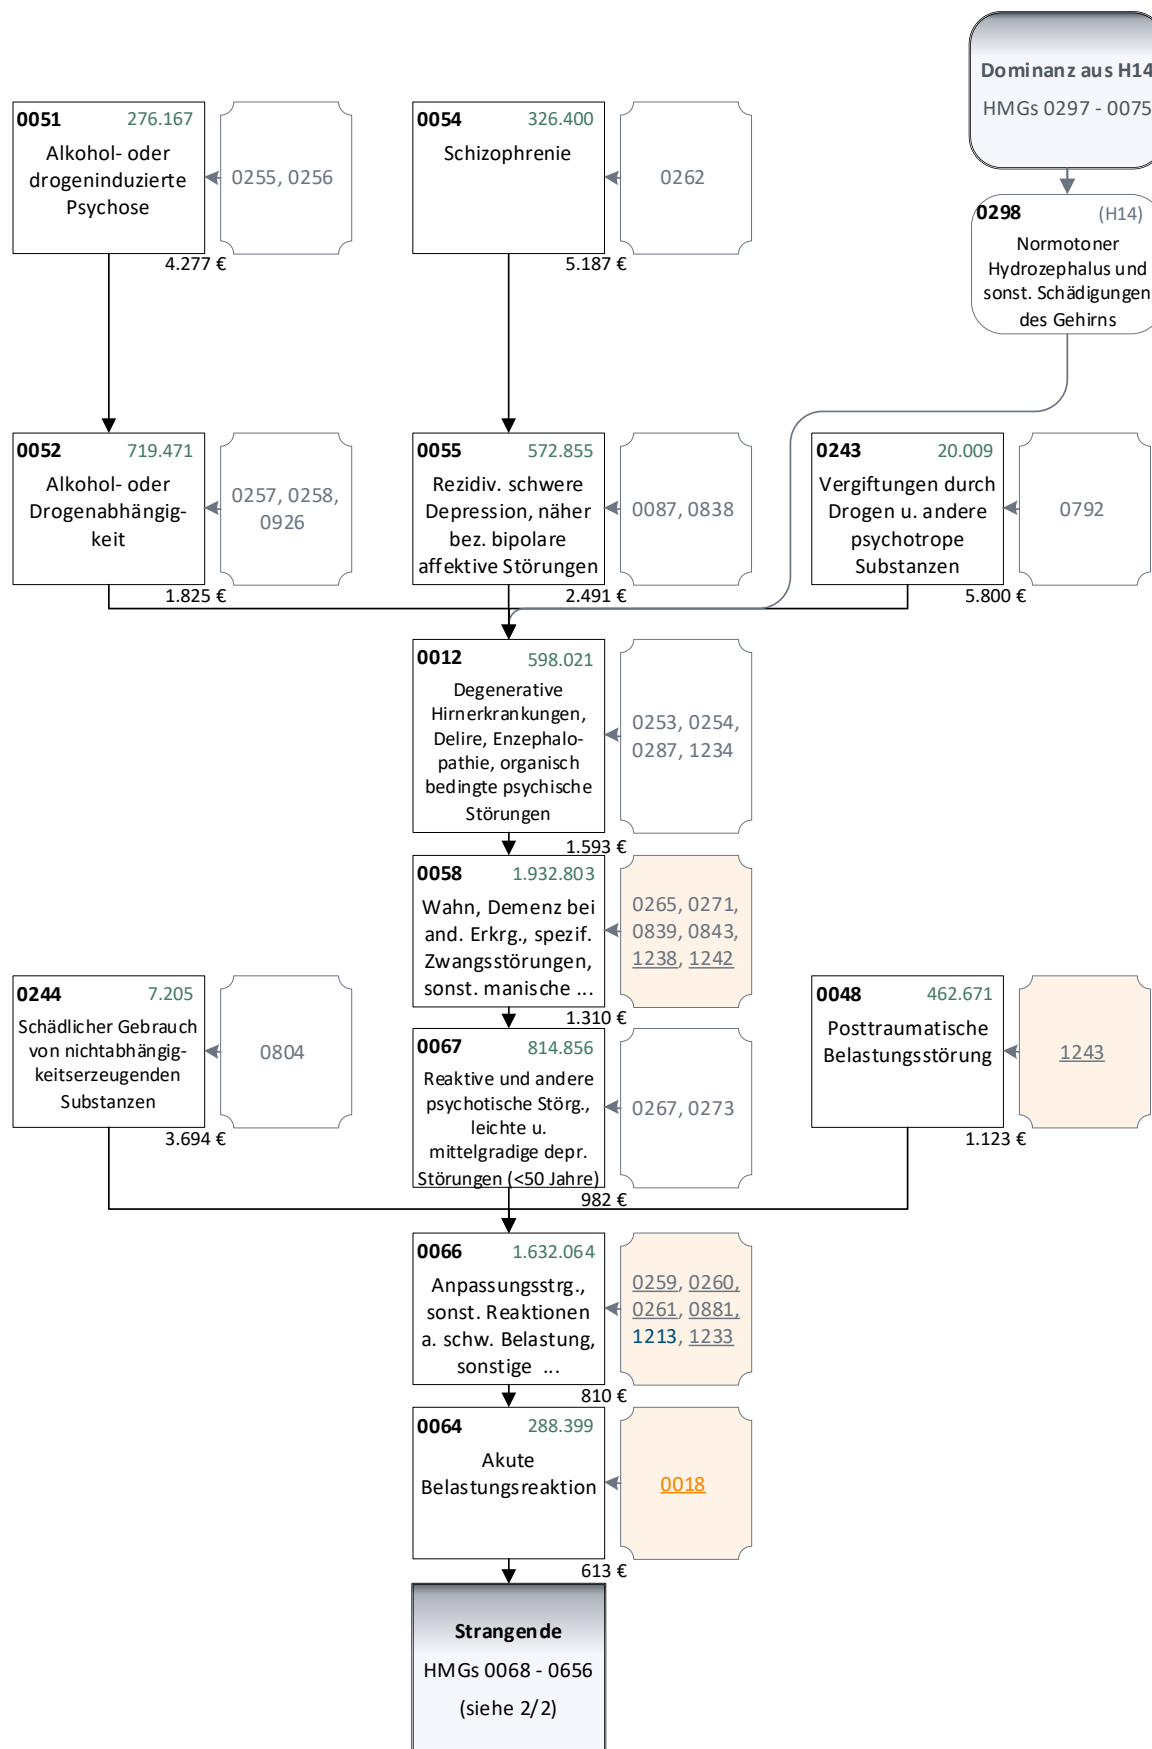 Dominanz aus H14
HMGs 0297 - 0075
0051 276.167
Alkohol- oder
drogeninduzierte
Psychose
4.277 €
0255, 0256
0054 326.400
Schizophrenie
5.187 €
0262
0298 (H14)
Normotoner
Hydrozephalus und
sonst. Schädigungen
des Gehirns
0052 719.471
Alkohol- oder
Drogenabhängig-
keit
1.825 €
0257, 0258,
0926
0055 572.855
Rezidiv. schwere
Depression, näher
bez. bipolare
affektive Störungen
2.491 €
0087, 0838
0243 20.009
Vergiftungen durch
Drogen u. andere
psychotrope
Substanzen
5.800 €
0792
0012 598.021
Degenerative
Hirnerkrankungen,
Delire, Enzephalo-
pathie, organisch
bedingte psychische
Störungen
1.593 €
0253, 0254,
0287, 1234
0058 1.932.803
Wahn, Demenz bei
and. Erkrg., spezif.
Zwangsstörungen,
sonst. manische ...
1.310 €
0265, 0271,
0839, 0843,
1238, 1242
0244 7.205
Schädlicher Gebrauch
von nichtabhängig-
keitserzeugenden
Substanzen
3.694 €
0804
0067 814.856
Reaktive und andere
psychotische Störg.,
leichte u.
mittelgradige depr.
Störungen (<50 Jahre)
982 €
0267, 0273
0048 462.671
Posttraumatische
Belastungsstörung
1.123 €
1243
0066 1.632.064
Anpassungsstrg.,
sonst. Reaktionen
a. schw. Belastung,
sonstige ...
810 €
0259, 0260,
0261, 0881,
1213, 1233
0064 288.399
Akute
Belastungsreaktion
613 €
0018
Strangende
HMGs 0068 - 0656
(siehe 2/2)